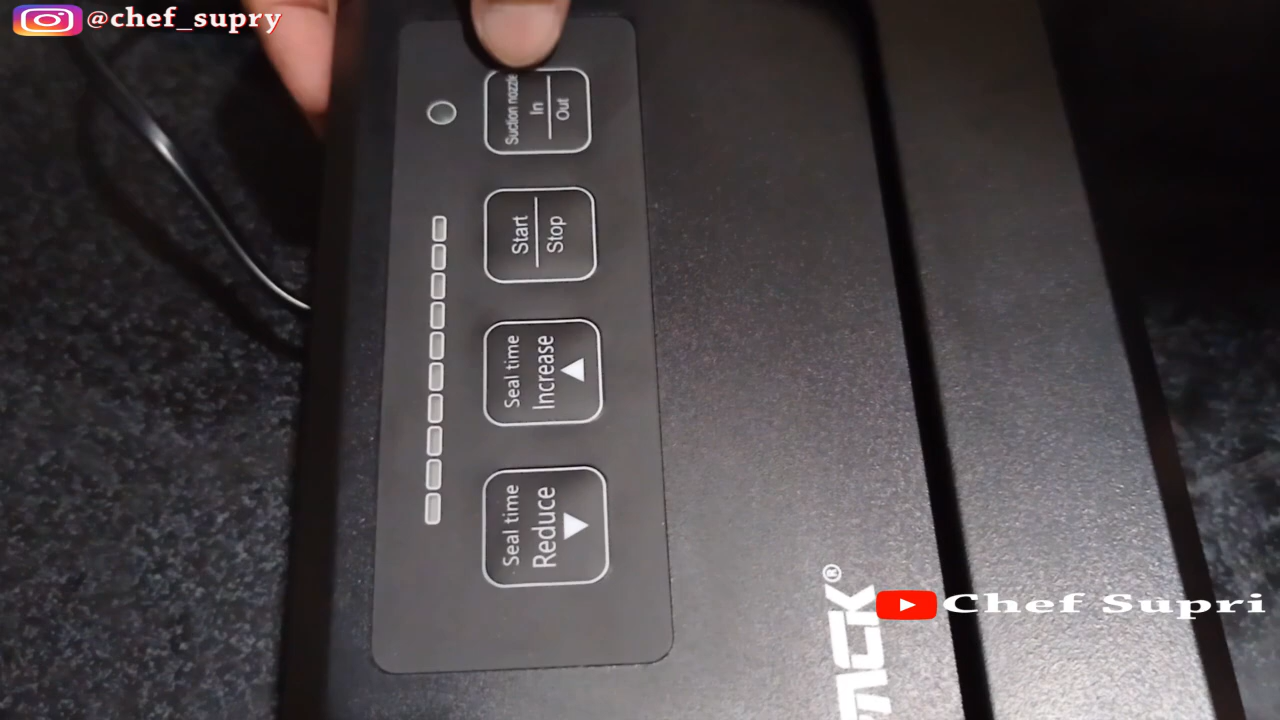 @chef_supry
Suction nozzle
In
Out
Start
Stop
Seal time
Increase
Seal time
Reduce
®
Chef Supri